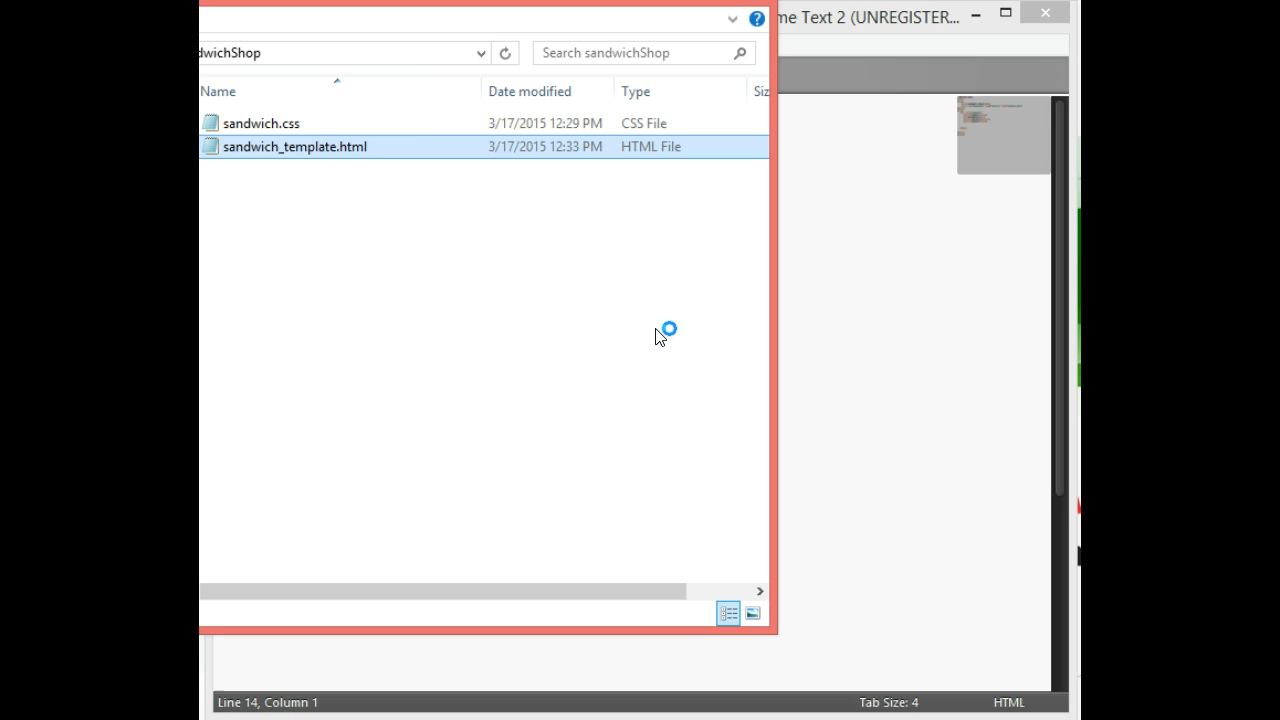 me Text 2 (UNREGISTER...
dwichShop
Search sandwichShop
Name
Date modified
Type
Siz
sandwich.css
3/17/2015 12:29 PM
CSS File
sandwich_template.html
3/17/2015 12:33 PM
HTML File
Line 14, Column 1
Tab Size: 4
HTML